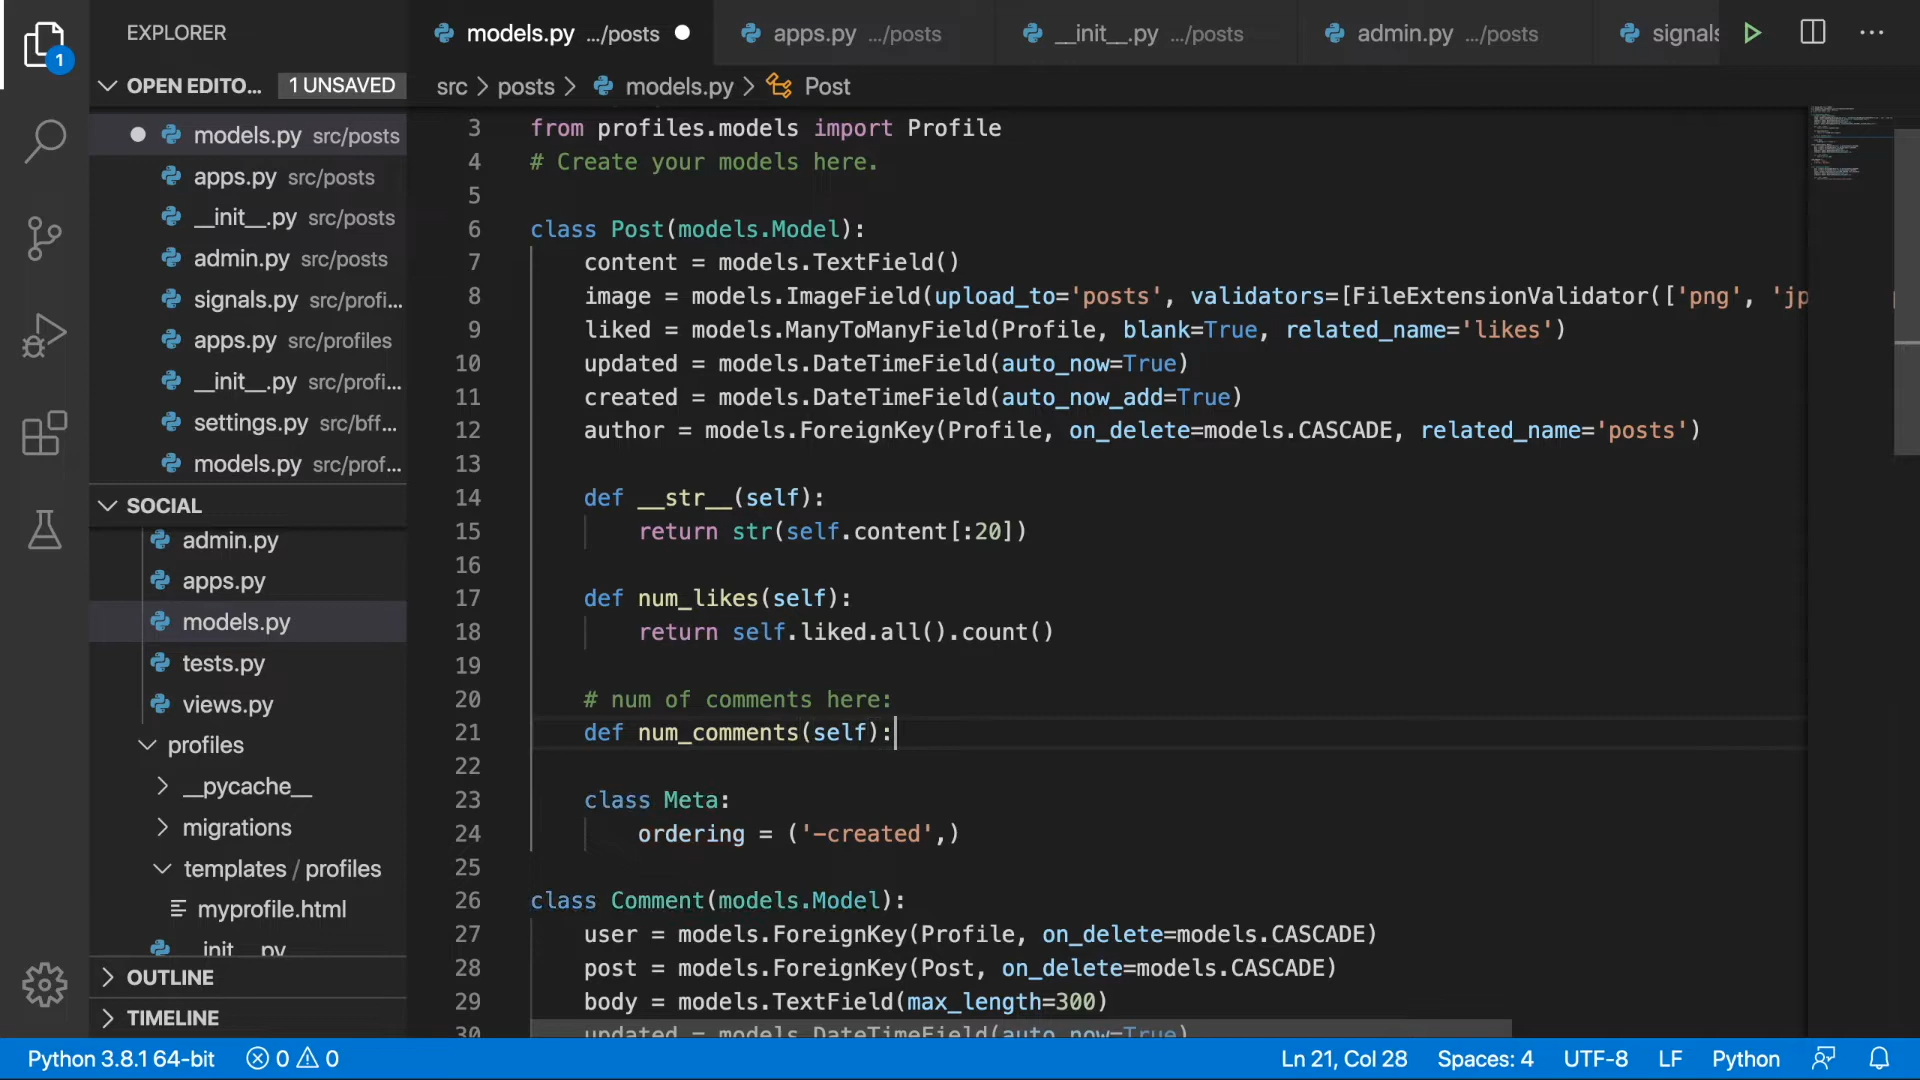 EXPLORER
1
OPEN EDITO... 1 UNSAVED
models.py src/posts
apps.py src/posts
__init__.py src/posts
admin.py src/posts
signals.py src/profi...
apps.py src/profiles
__init__.py src/profi...
settings.py src/bff...
models.py src/prof...
SOCIAL
admin.py
apps.py
models.py
tests.py
views.py
profiles
__pycache__
migrations
templates / profiles
myprofile.html
__init__.py
OUTLINE
TIMELINE
models.py .../posts
apps.py .../posts
__init__.py .../posts
admin.py .../posts
signals
src > posts > models.py > Post
3 from profiles.models import Profile
4 # Create your models here.
5
6 class Post(models.Model):
7 content = models.TextField()
8 image = models.ImageField(upload_to='posts', validators=[FileExtensionValidator(['png', 'jp
9 liked = models.ManyToManyField(Profile, blank=True, related_name='likes')
10 updated = models.DateTimeField(auto_now=True)
11 created = models.DateTimeField(auto_now_add=True)
12 author = models.ForeignKey(Profile, on_delete=models.CASCADE, related_name='posts')
13
14 def __str__(self):
15 return str(self.content[:20])
16
17 def num_likes(self):
18 return self.liked.all().count()
19
20 # num of comments here:
21 def num_comments(self):
22
23 class Meta:
24 ordering = ('-created',)
25
26 class Comment(models.Model):
27 user = models.ForeignKey(Profile, on_delete=models.CASCADE)
28 post = models.ForeignKey(Post, on_delete=models.CASCADE)
29 body = models.TextField(max_length=300)
30 updated = models.DateTimeField(auto_now=True)
Python 3.8.1 64-bit 0 0 Ln 21, Col 28 Spaces: 4 UTF-8 LF Python